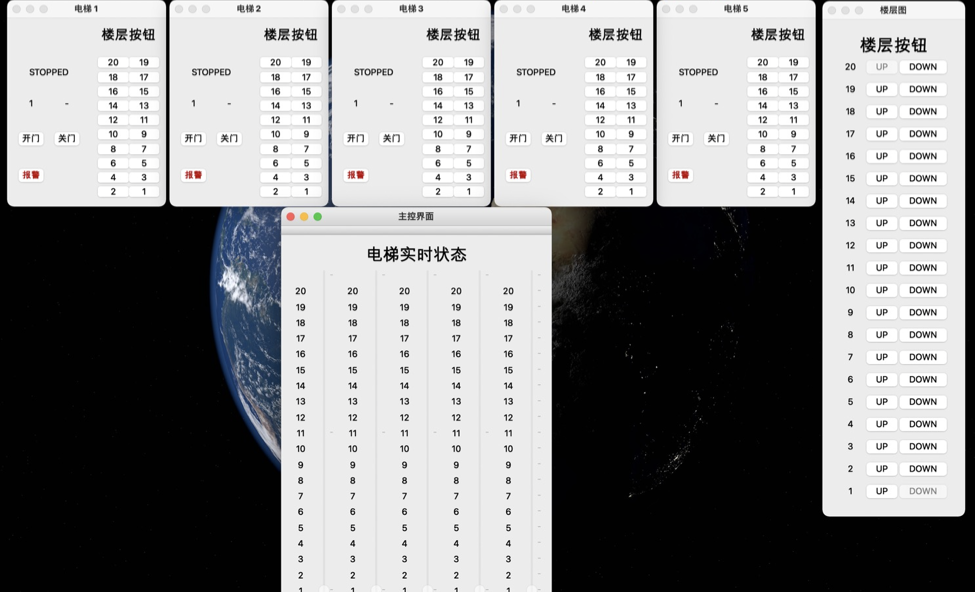 电梯 1
楼层按钮
STOPPED
20 19
18 17
16 15
1 -
14 13
12 11
开门 关门
10 9
8 7
6 5
报警
4 3
2 1
电梯 2
楼层按钮
STOPPED
20 19
18 17
16 15
1 -
14 13
12 11
开门 关门
10 9
8 7
6 5
报警
4 3
2 1
电梯 3
楼层按钮
STOPPED
20 19
18 17
16 15
1 -
14 13
12 11
开门 关门
10 9
8 7
6 5
报警
4 3
2 1
电梯 4
楼层按钮
STOPPED
20 19
18 17
16 15
1 -
14 13
12 11
开门 关门
10 9
8 7
6 5
报警
4 3
2 1
电梯 5
楼层按钮
STOPPED
20 19
18 17
16 15
1 -
14 13
12 11
开门 关门
10 9
8 7
6 5
报警
4 3
2 1
楼层图
楼层按钮
20 UP DOWN
19 UP DOWN
18 UP DOWN
17 UP DOWN
16 UP DOWN
15 UP DOWN
14 UP DOWN
13 UP DOWN
12 UP DOWN
11 UP DOWN
10 UP DOWN
9 UP DOWN
8 UP DOWN
7 UP DOWN
6 UP DOWN
5 UP DOWN
4 UP DOWN
3 UP DOWN
2 UP DOWN
1 UP DOWN
主控界面
电梯实时状态
20 20 20 20 20
19 19 19 19 19
18 18 18 18 18
17 17 17 17 17
16 16 16 16 16
15 15 15 15 15
14 14 14 14 14
13 13 13 13 13
12 12 12 12 12
11 11 11 11 11
10 10 10 10 10
9 9 9 9 9
8 8 8 8 8
7 7 7 7 7
6 6 6 6 6
5 5 5 5 5
4 4 4 4 4
3 3 3 3 3
2 2 2 2 2
1 1 1 1 1